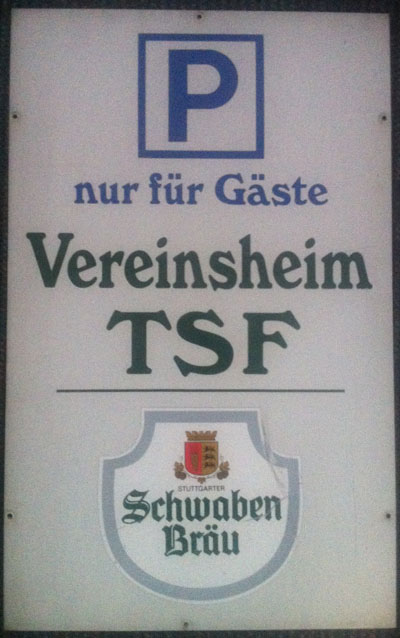 P
nur für Gäste
Vereinsheim
TSF
STUTTGARTER
Schwaben
Bräu